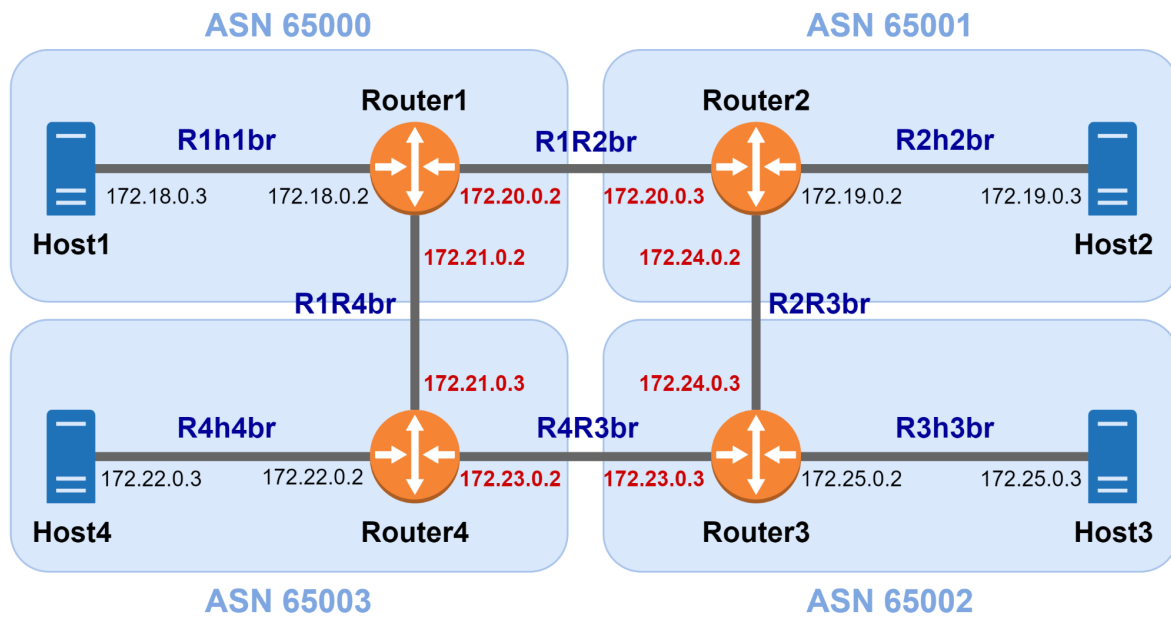 ASN 65000
ASN 65001
Router1
Router2
R1h1br
R1R2br
R2h2br
172.18.0.3
172.18.0.2
172.20.0.2
172.20.0.3
172.19.0.2
172.19.0.3
Host1
Host2
172.21.0.2
172.24.0.2
R1R4br
R2R3br
172.21.0.3
172.24.0.3
R4h4br
R4R3br
R3h3br
172.22.0.3
172.22.0.2
172.23.0.2
172.23.0.3
172.25.0.2
172.25.0.3
Host4
Router4
Router3
Host3
ASN 65003
ASN 65002